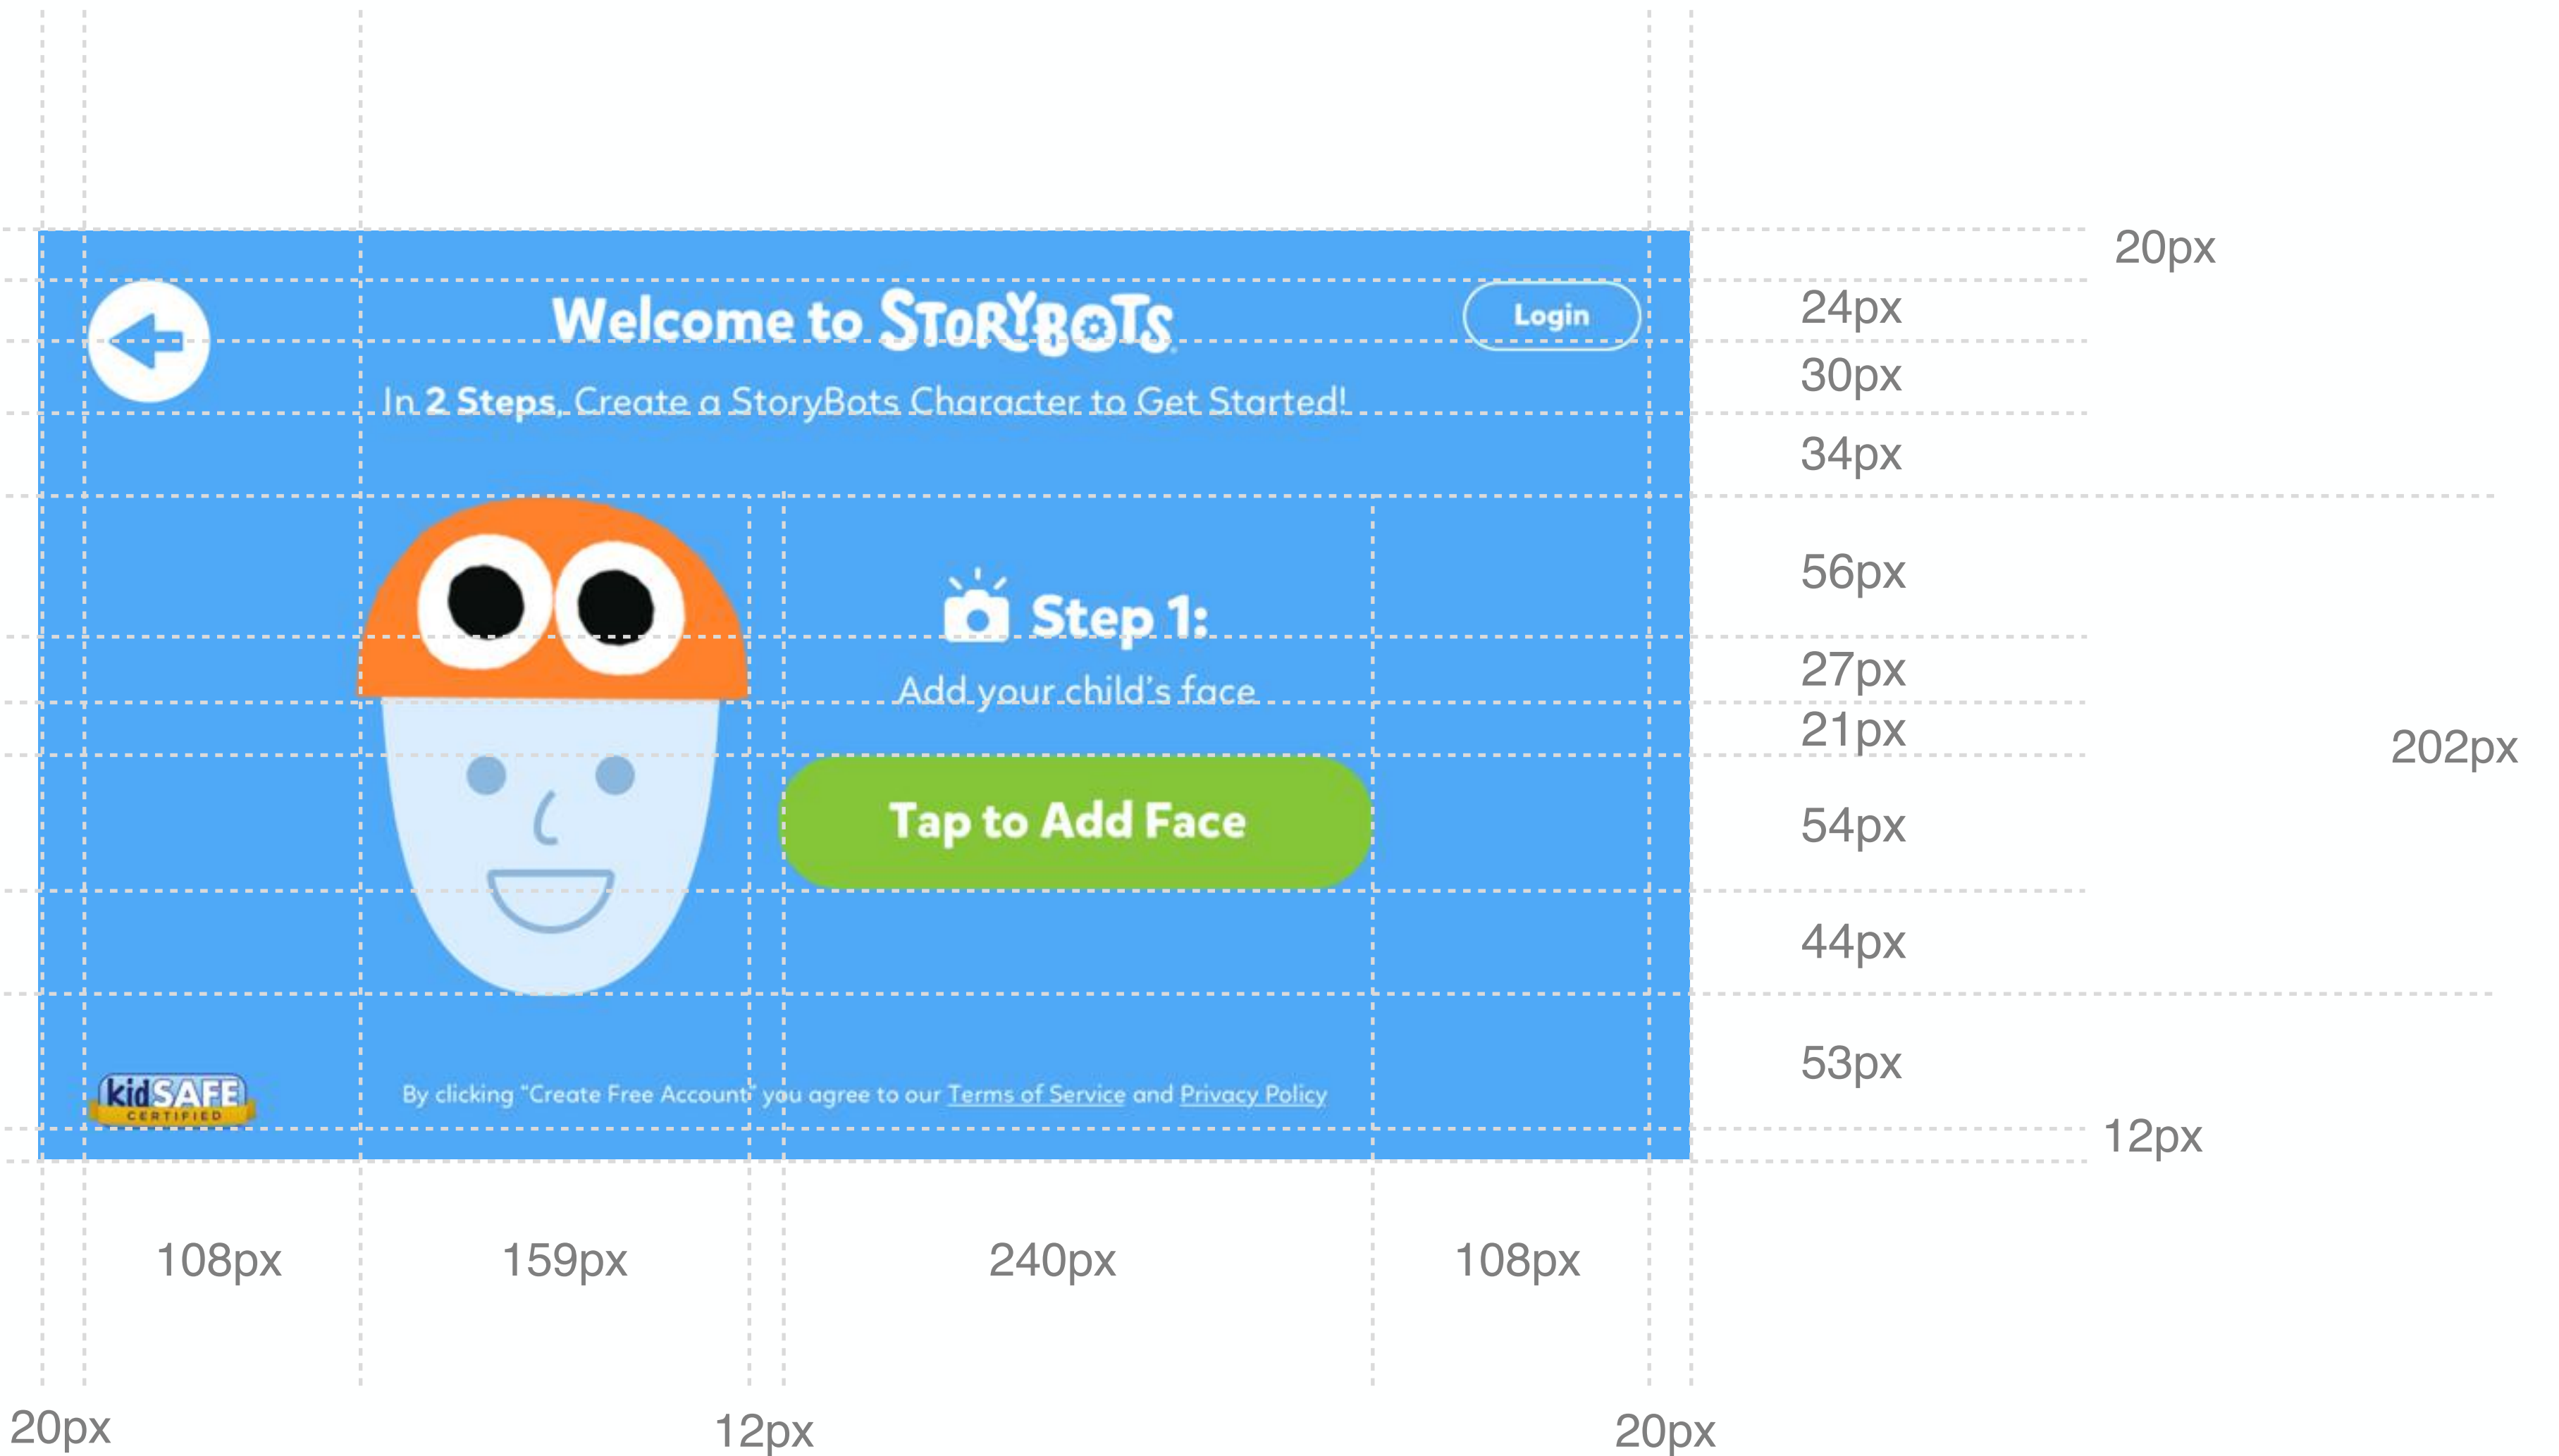 20px
Welcome to STORYBOTS
Login
24px
30px
In 2 Steps, Create a StoryBots Character to Get Started!
34px
56px
Step 1:
27px
Add your child's face
21px
202px
Tap to Add Face
54px
44px
53px
kidSAFE
CERTIFIED
By clicking “Create Free Account” you agree to our Terms of Service and Privacy Policy
12px
108px
159px
240px
108px
20px
12px
20px